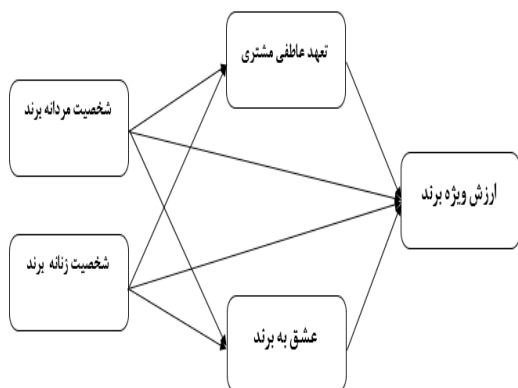 تعهد عاطفی مشتری
شخصیت مردانه برند
ارزش ویژه برند
شخصیت زنانه برند
عشق به برند